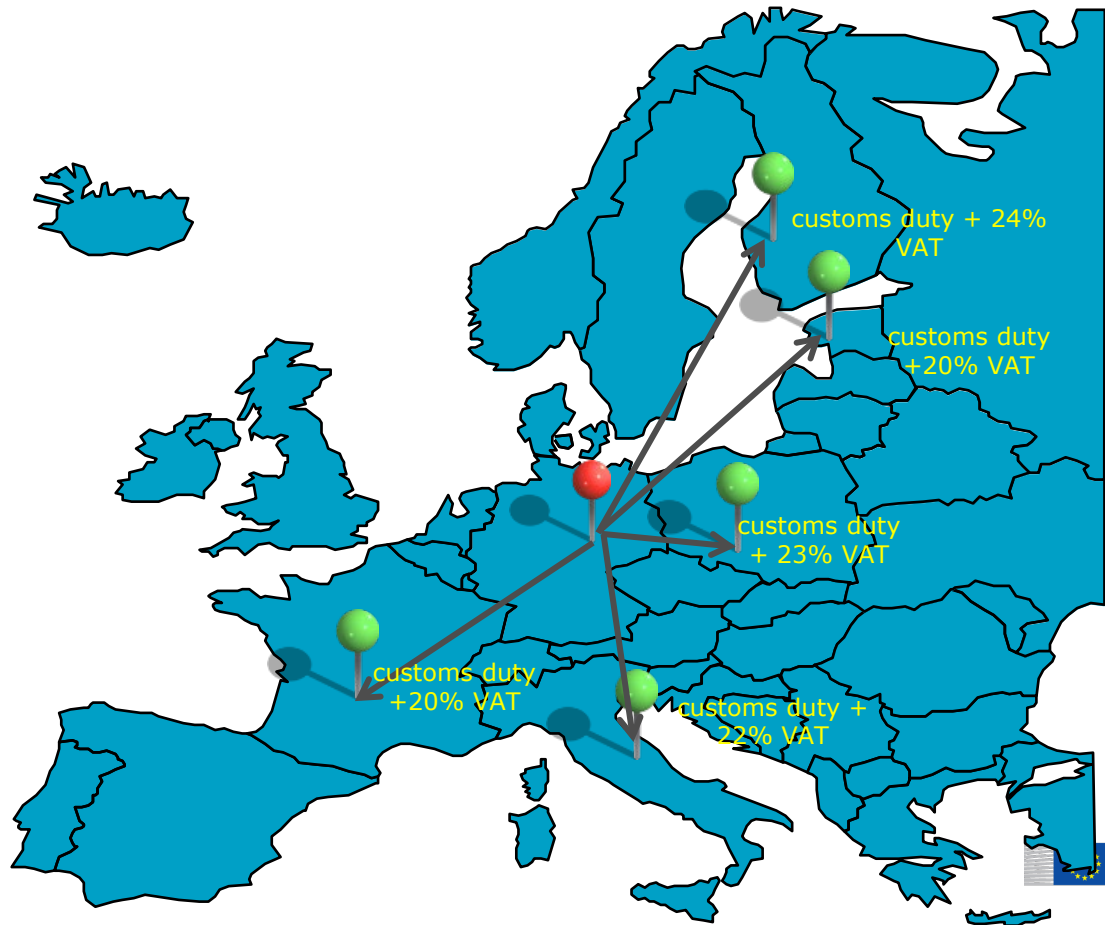 customs duty + 24%
VAT
customs duty
+20% VAT
customs duty
+ 23% VAT
customs duty
+20% VAT
customs duty +
22% VAT